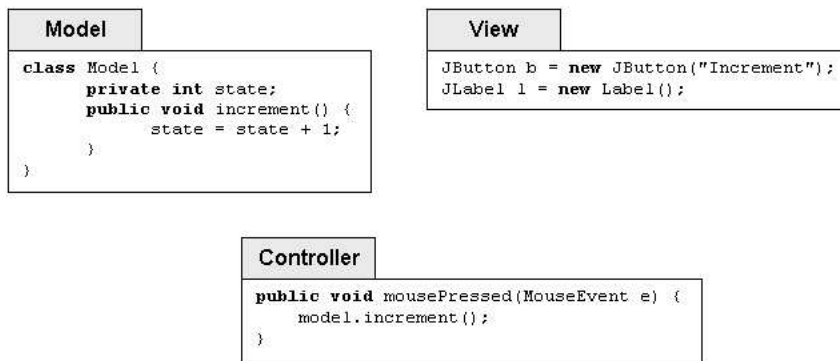 Model
class Model {
private int state;
public void increment() {
state = state + 1;
}
}
View
JButton b = new JButton("Increment");
JLabel l = new Label();
Controller
public void mousePressed(MouseEvent e) {
model.increment();
}